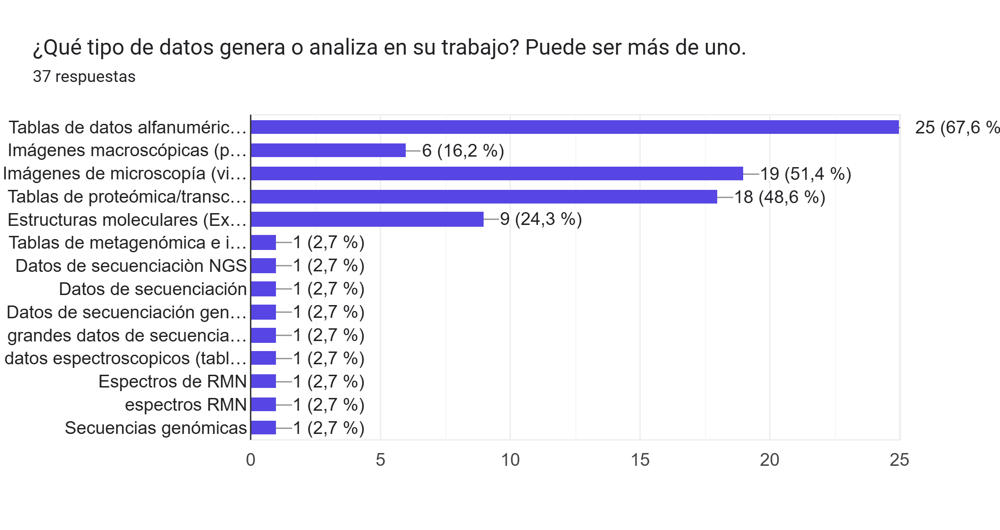 ¿Qué tipo de datos genera o analiza en su trabajo? Puede ser más de uno.
37 respuestas
Tablas de datos alfanuméric… 25 (67,6 %
Imágenes macroscópicas (p… 6 (16,2 %)
Imágenes de microscopía (vi… 19 (51,4 %)
Tablas de proteómica/transc… 18 (48,6 %)
Estructuras moleculares (Ex… 9 (24,3 %)
Tablas de metagenómica e i… 1 (2,7 %)
Datos de secuenciaciòn NGS 1 (2,7 %)
Datos de secuenciación 1 (2,7 %)
Datos de secuenciación gen… 1 (2,7 %)
grandes datos de secuencia… 1 (2,7 %)
datos espectroscopicos (tabl… 1 (2,7 %)
Espectros de RMN 1 (2,7 %)
espectros RMN 1 (2,7 %)
Secuencias genómicas 1 (2,7 %)
0 5 10 15 20 25